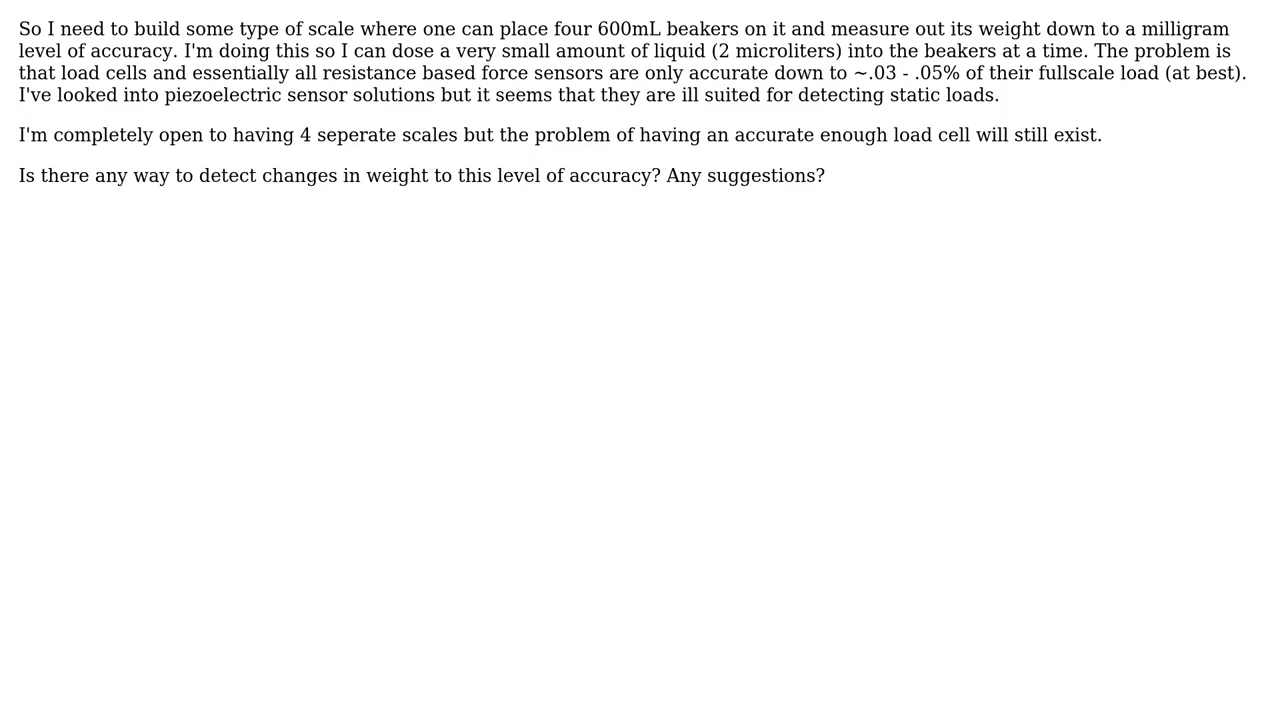 So I need to build some type of scale where one can place four 600mL beakers on it and measure out its weight down to a milligram
level of accuracy. I'm doing this so I can dose a very small amount of liquid (2 microliters) into the beakers at a time. The problem is
that load cells and essentially all resistance based force sensors are only accurate down to ~.03 - .05% of their fullscale load (at best).
I've looked into piezoelectric sensor solutions but it seems that they are ill suited for detecting static loads.
I'm completely open to having 4 seperate scales but the problem of having an accurate enough load cell will still exist.
Is there any way to detect changes in weight to this level of accuracy? Any suggestions?